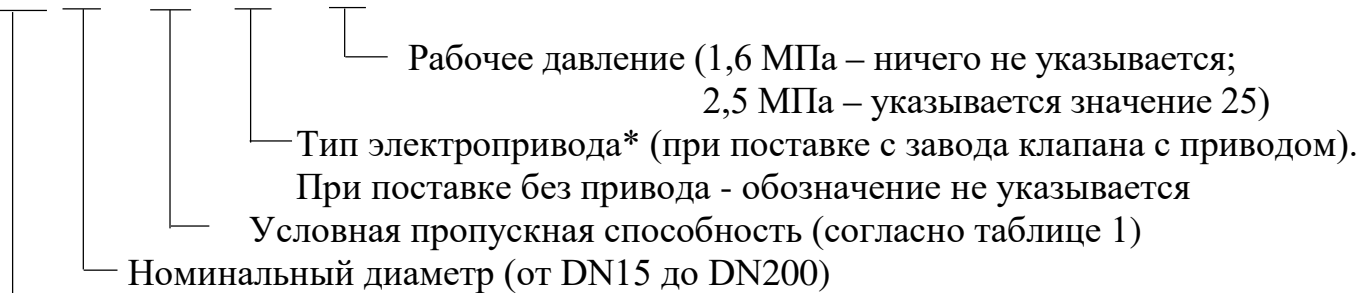 Рабочее давление (1,6 МПа – ничего не указывается;
2,5 МПа – указывается значение 25)
Тип электропривода* (при поставке с завода клапана с приводом).
При поставке без привода - обозначение не указывается
Условная пропускная способность (согласно таблице 1)
Номинальный диаметр (от DN15 до DN200)